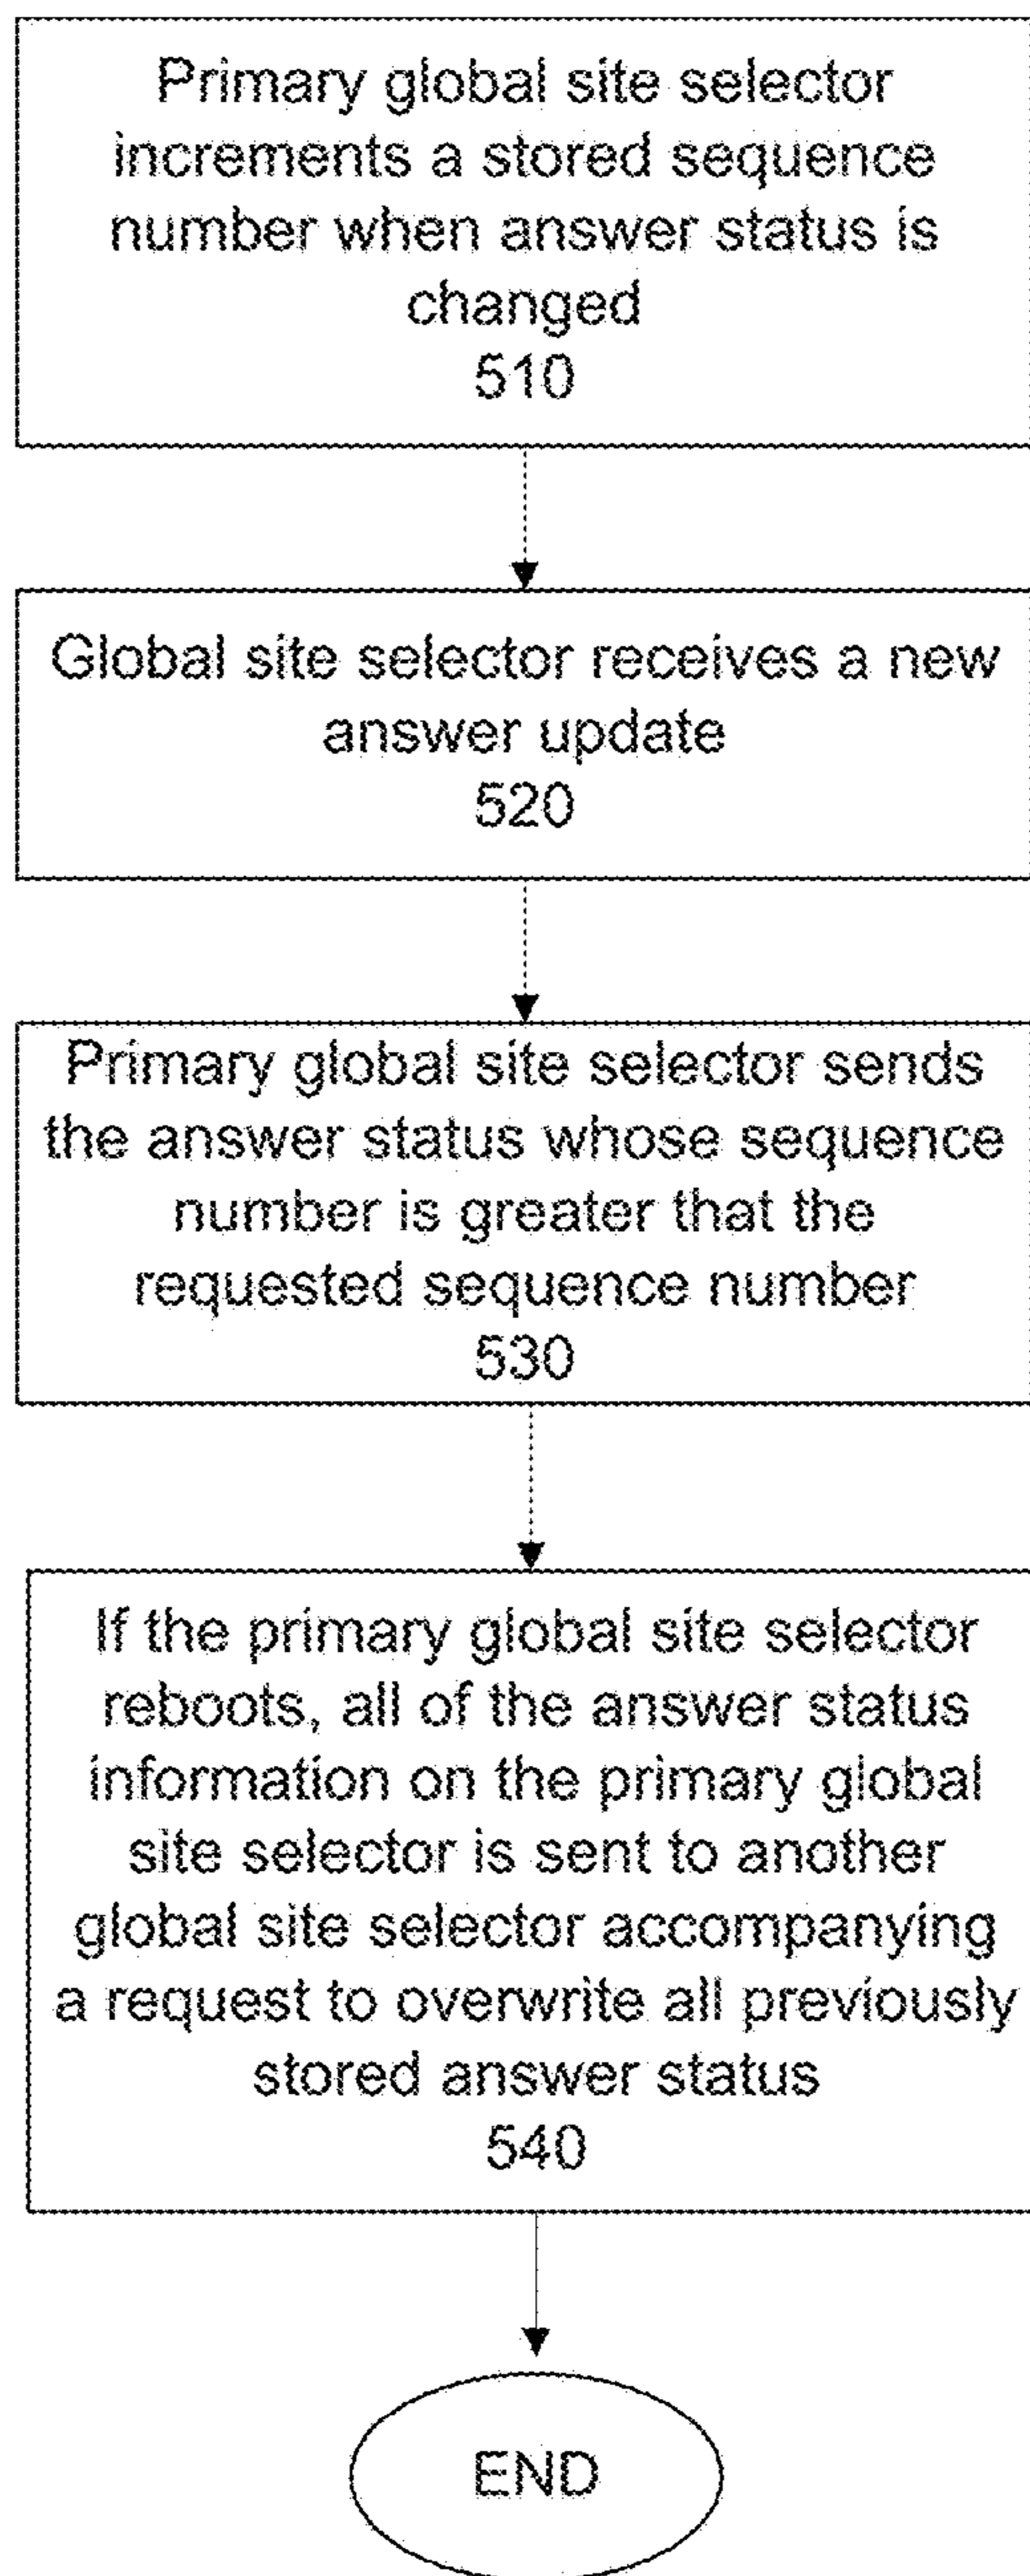 Primary global site selector
increments a stored sequence
number when answer status is
changed
510
Global site selector receives a new
answer update
520
Primary global site selector sends
the answer status whose sequence
number is greater that the
requested sequence number
530
If the primary global site selector
reboots, all of the answer status
information on the primary global
site selector is sent to another
global site selector accompanying
a request to overwrite all previously
stored answer status
540
END